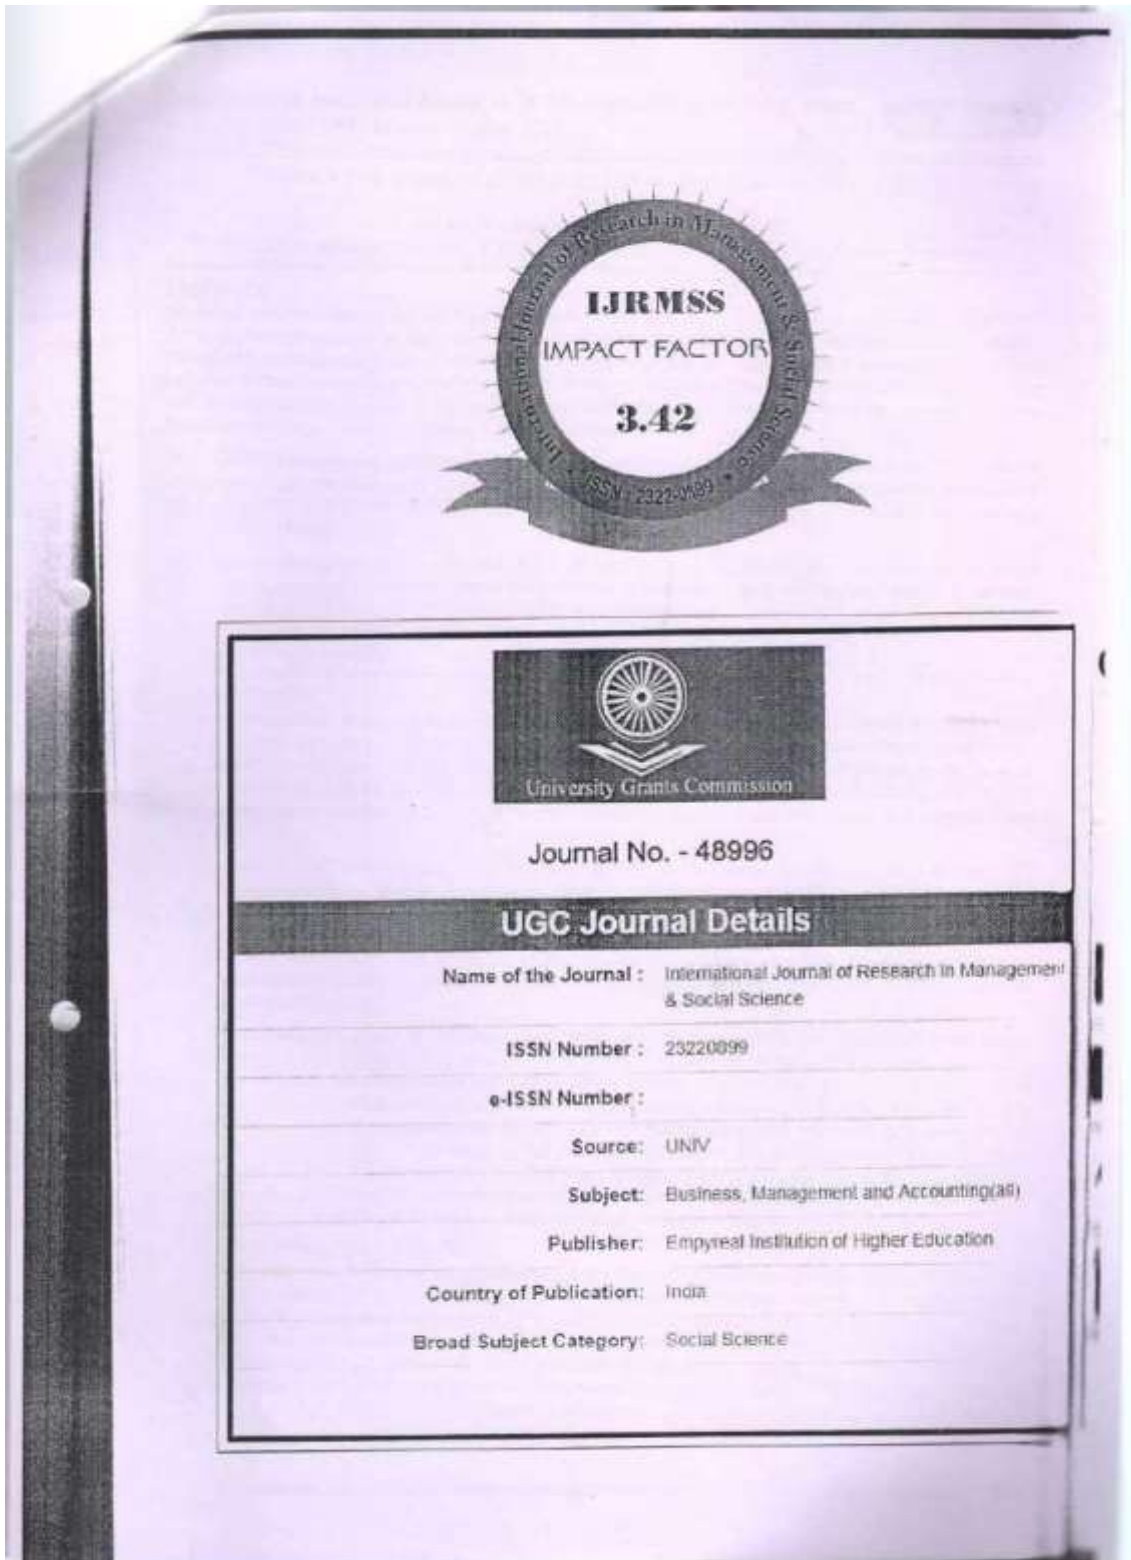 International Journal of Research in Management & Social Science
IJRMSS
IMPACT FACTOR
3.42
ISSN : 2322-0899
University Grants Commission
Journal No. - 48996
UGC Journal Details
Name of the Journal : International Journal of Research in Management
& Social Science
ISSN Number : 23220899
e-ISSN Number :
Source: UNIV
Subject: Business, Management and Accounting(all)
Publisher: Empyreal Institution of Higher Education
Country of Publication: India
Broad Subject Category: Social Science